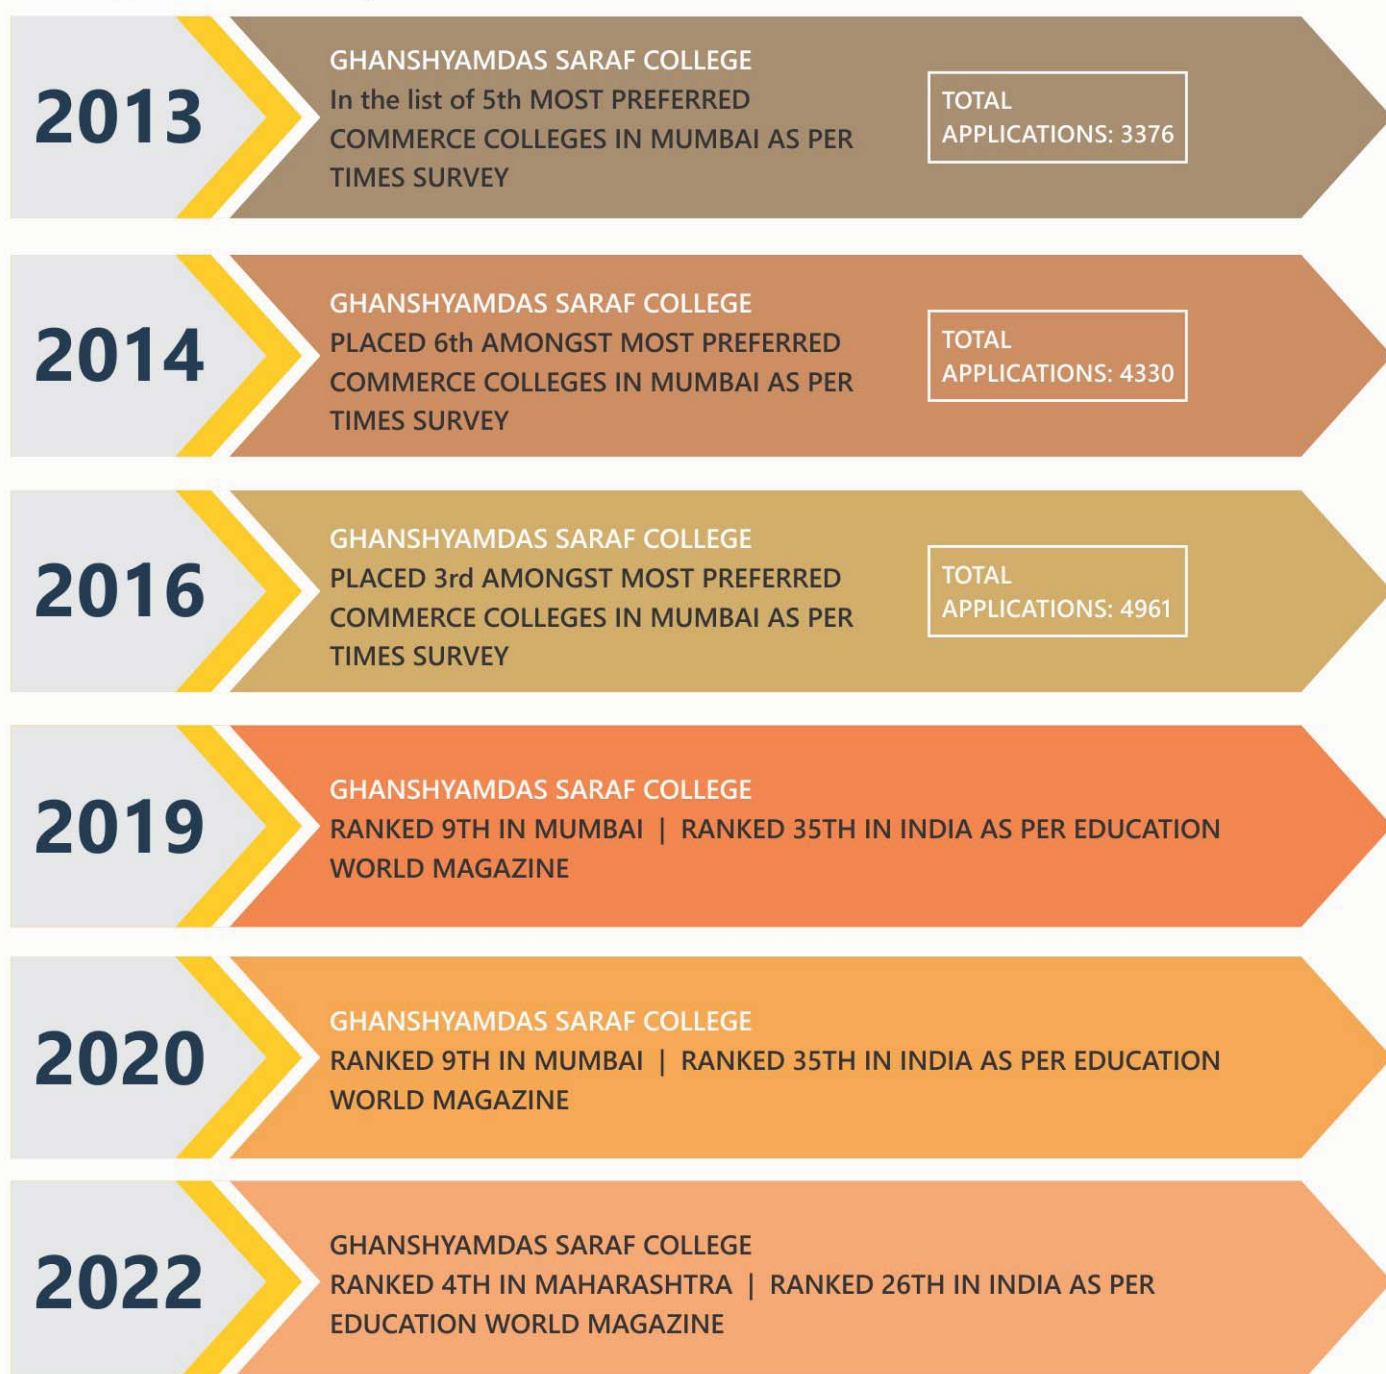 2013
GHANSHYAMDAS SARAF COLLEGE
In the list of 5th MOST PREFERRED
COMMERCE COLLEGES IN MUMBAI AS PER
TIMES SURVEY
TOTAL
APPLICATIONS: 3376
2014
GHANSHYAMDAS SARAF COLLEGE
PLACED 6th AMONGST MOST PREFERRED
COMMERCE COLLEGES IN MUMBAI AS PER
TIMES SURVEY
TOTAL
APPLICATIONS: 4330
2016
GHANSHYAMDAS SARAF COLLEGE
PLACED 3rd AMONGST MOST PREFERRED
COMMERCE COLLEGES IN MUMBAI AS PER
TIMES SURVEY
TOTAL
APPLICATIONS: 4961
2019
GHANSHYAMDAS SARAF COLLEGE
RANKED 9TH IN MUMBAI | RANKED 35TH IN INDIA AS PER EDUCATION
WORLD MAGAZINE
2020
GHANSHYAMDAS SARAF COLLEGE
RANKED 9TH IN MUMBAI | RANKED 35TH IN INDIA AS PER EDUCATION
WORLD MAGAZINE
2022
GHANSHYAMDAS SARAF COLLEGE
RANKED 4TH IN MAHARASHTRA | RANKED 26TH IN INDIA AS PER
EDUCATION WORLD MAGAZINE